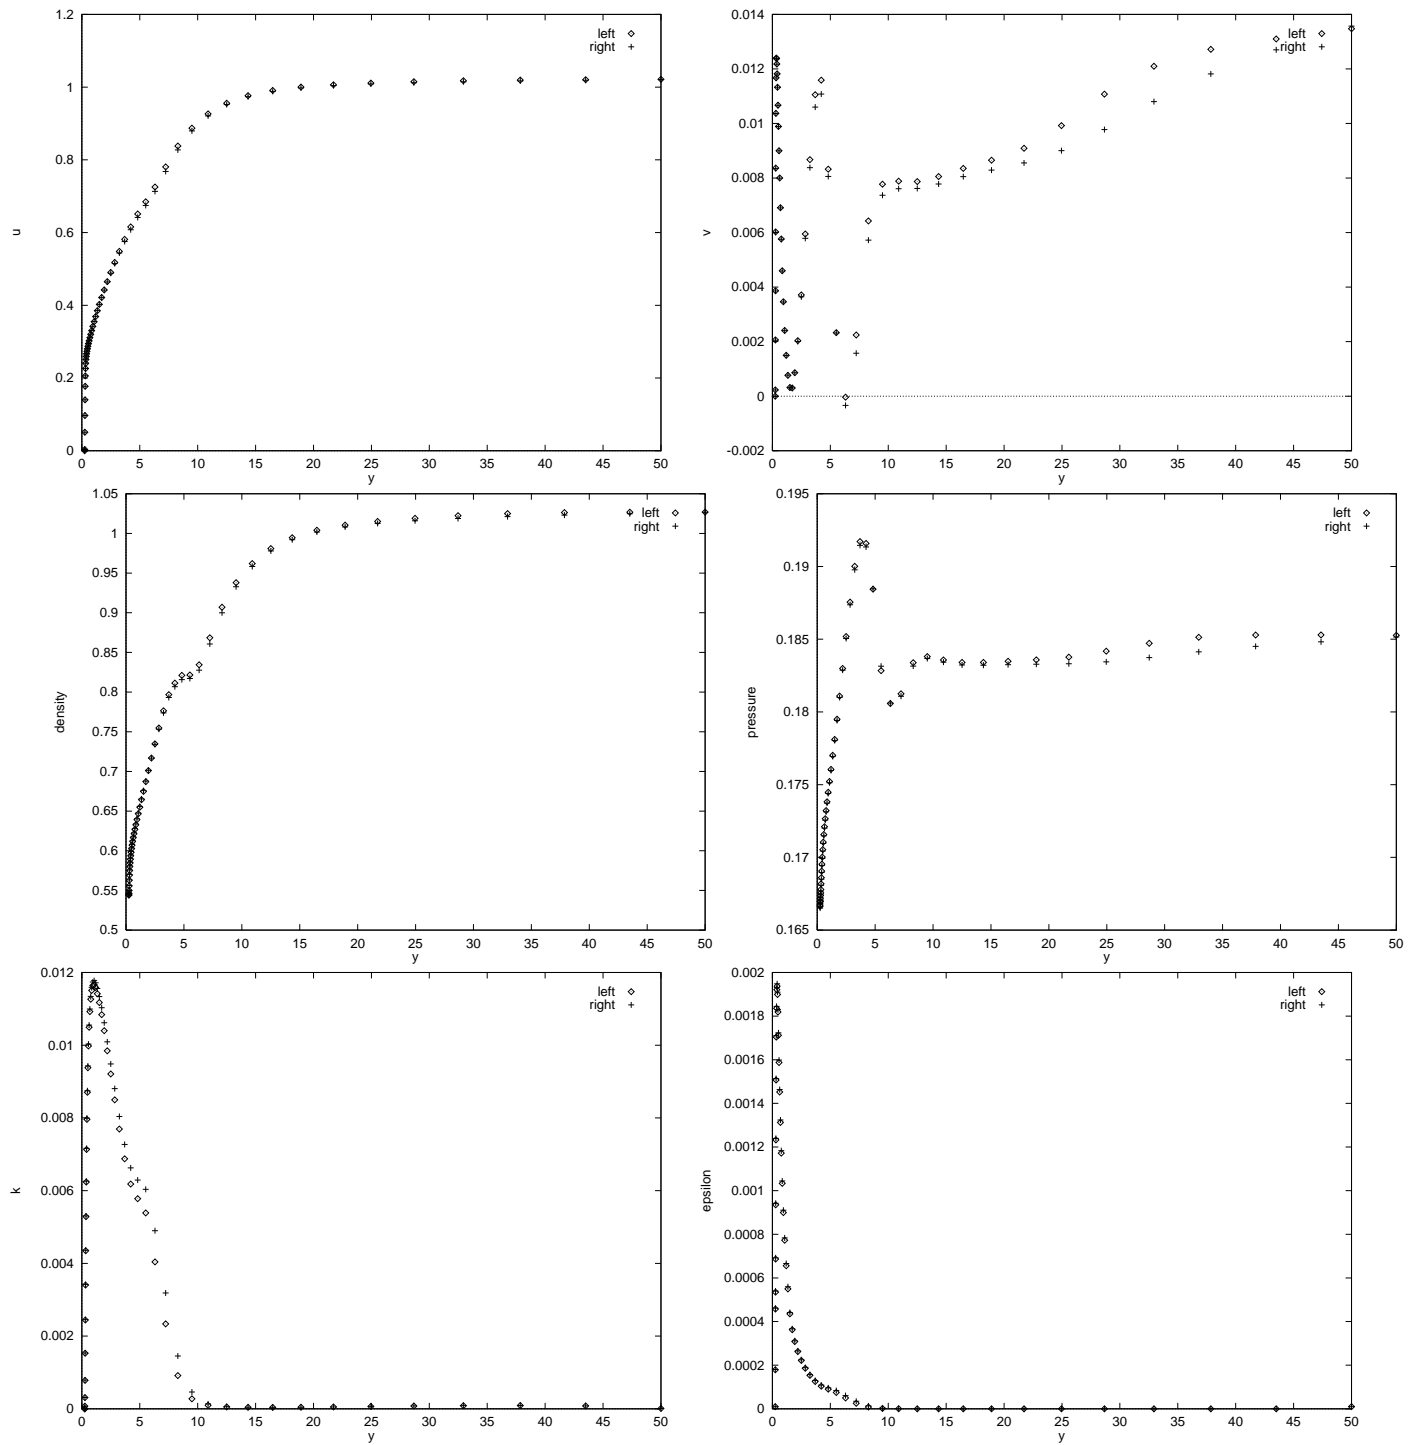 1.2
1
0.8
0.6
0.4
0.2
0
u
left
right
0 5 10 15 20 25 30 35 40 45 50
y
0.014
0.012
0.01
0.008
0.006
0.004
0.002
0
-0.002
v
left
right
0 5 10 15 20 25 30 35 40 45 50
y
1.05
1
0.95
0.9
0.85
0.8
0.75
0.7
0.65
0.6
0.55
0.5
density
left
right
0 5 10 15 20 25 30 35 40 45 50
y
0.195
0.19
0.185
0.18
0.175
0.17
0.165
pressure
left
right
0 5 10 15 20 25 30 35 40 45 50
y
0.012
0.01
0.008
0.006
0.004
0.002
0
k
left
right
0 5 10 15 20 25 30 35 40 45 50
y
0.002
0.0018
0.0016
0.0014
0.0012
0.001
0.0008
0.0006
0.0004
0.0002
0
epsilon
left
right
0 5 10 15 20 25 30 35 40 45 50
y